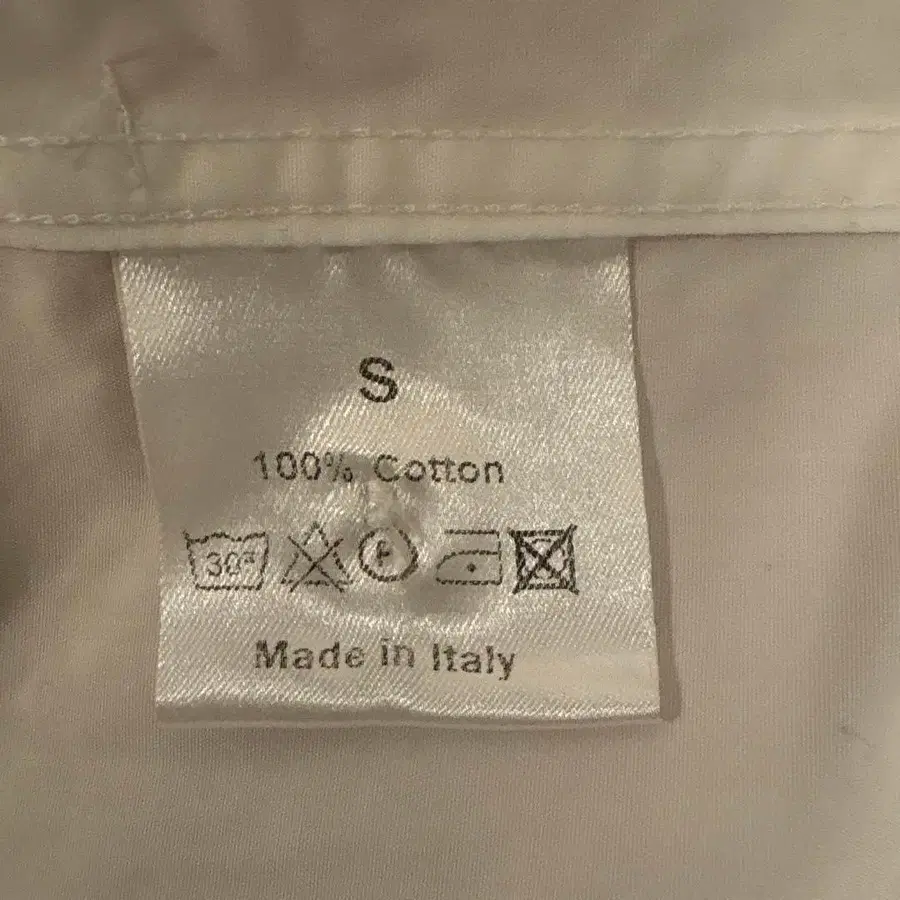 S
100% Cotton
30° P
Made in Italy